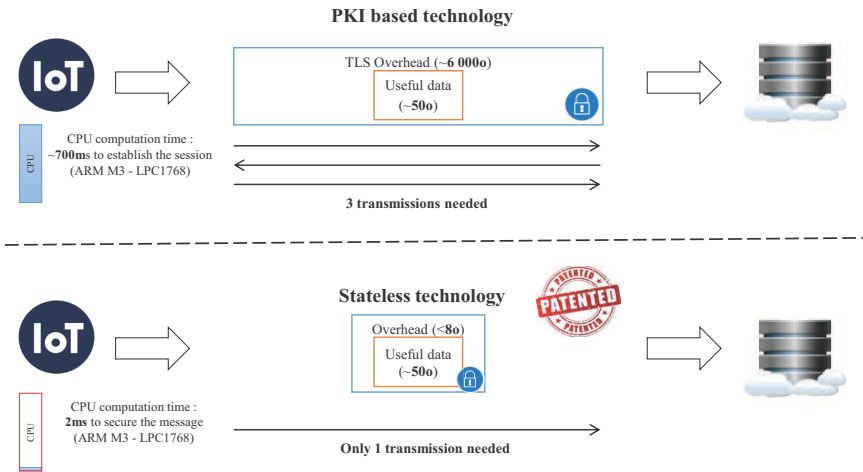 PKI based technology
IoT
TLS Overhead (~6 000o)
Useful data
(~50o)
CPU
CPU computation time :
~700ms to establish the session
(ARM M3 - LPC1768)
3 transmissions needed
Stateless technology
PATENTED
PATENTED
PATENTED
IoT
Overhead (<8o)
Useful data
(~50o)
CPU
CPU computation time :
2ms to secure the message
(ARM M3 - LPC1768)
Only 1 transmission needed